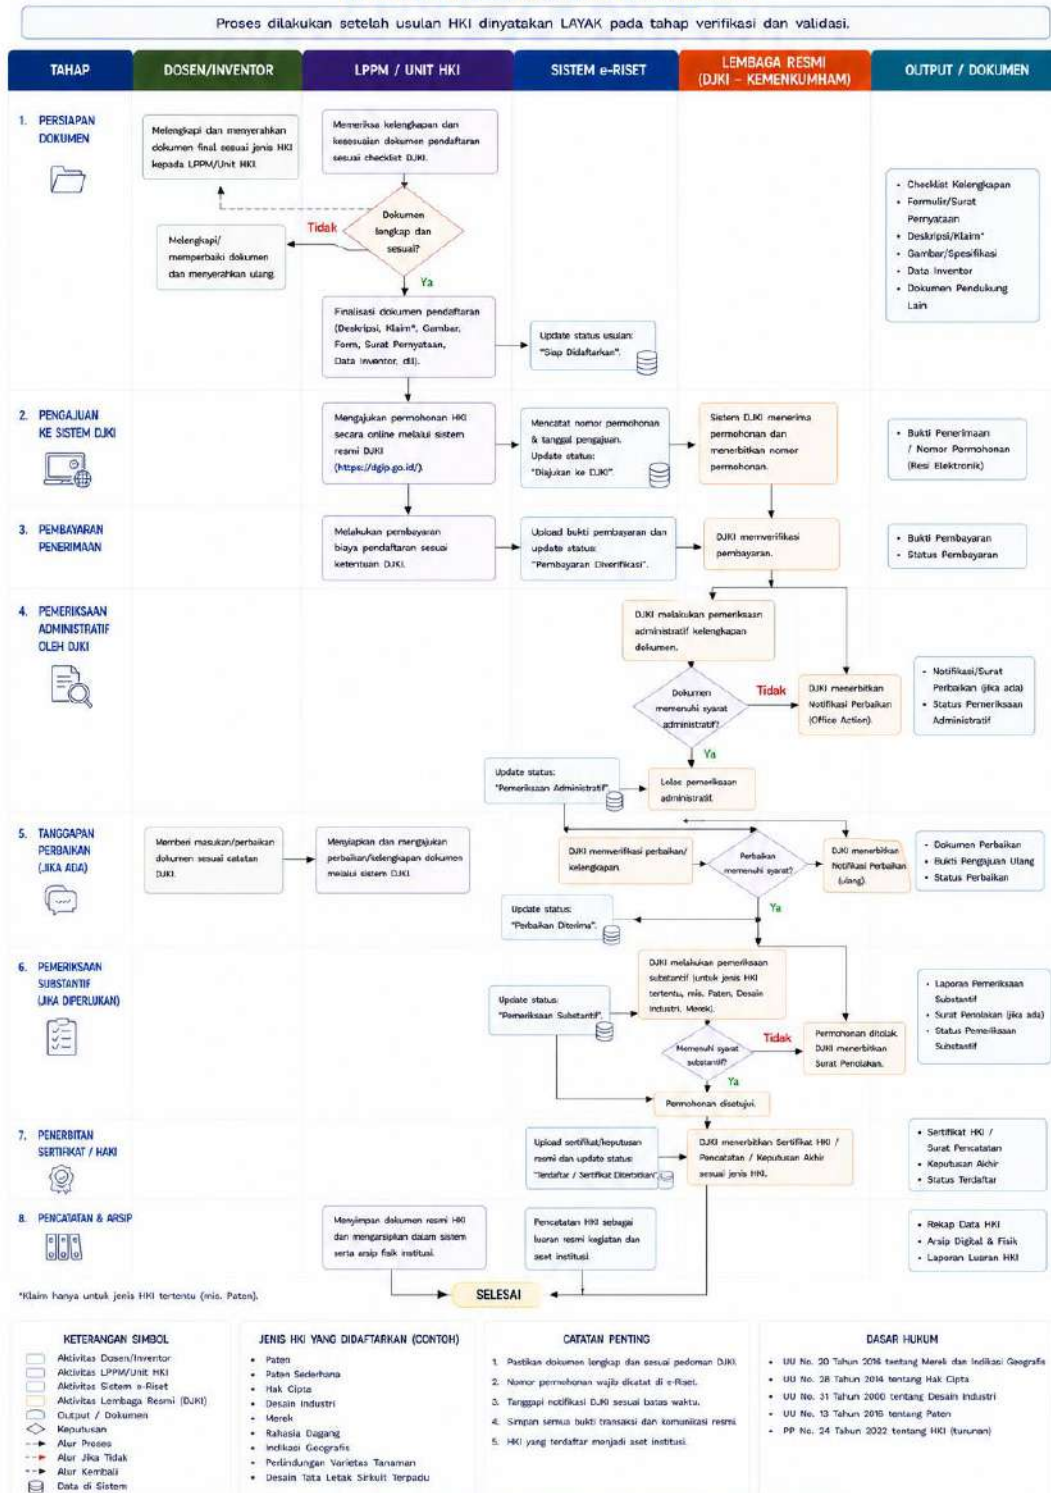 Proses dilakukan setelah usulan HKI dinyatakan LAYAK pada tahap verifikasi dan validasi.
TAHAP
DOSEN/INVENTOR
LPPM / UNIT HKI
SISTEM e-RISET
LEMBAGA RESMI
(DJKI – KEMENKUMHAM)
OUTPUT / DOKUMEN
1. PERSIAPAN
DOKUMEN
Melengkapi dan menyerahkan
dokumen final sesuai jenis HKI
kepada LPPM/Unit HKI.
Memeriksa kelengkapan dan
kesesuaian dokumen pendaftaran
sesuai checklist DJKI.
Dokumen
lengkap dan
sesuai?
Tidak
Melengkapi/
memperbaiki dokumen
dan menyerahkan ulang.
Ya
Finalisasi dokumen pendaftaran
(Deskripsi, Klaim*, Gambar,
Form, Surat Pernyataan,
Data Inventor, dll).
Update status usulan:
"Siap Didaftarkan".
• Checklist Kelengkapan
• Formulir/Surat
Pernyataan
• Deskripsi/Klaim*
• Gambar/Spesifikasi
• Data Inventor
• Dokumen Pendukung
Lain
2. PENGAJUAN
KE SISTEM DJKI
Mengajukan permohonan HKI
secara online melalui sistem
resmi DJKI
(https://dgip.go.id/).
Mencatat nomor permohonan
& tanggal pengajuan.
Update status:
"Diajukan ke DJKI".
Sistem DJKI menerima
permohonan dan
menerbitkan nomor
permohonan.
• Bukti Penerimaan
/ Nomor Permohonan
(Resi Elektronik)
3. PEMBAYARAN
PENERIMAAN
Melakukan pembayaran
biaya pendaftaran sesuai
ketentuan DJKI.
Upload bukti pembayaran dan
update status:
"Pembayaran Diverifikasi".
DJKI memverifikasi
pembayaran.
• Bukti Pembayaran
• Status Pembayaran
4. PEMERIKSAAN
ADMINISTRATIF
OLEH DJKI
DJKI melakukan pemeriksaan
administratif kelengkapan
dokumen.
Dokumen
memenuhi syarat
administratif?
Tidak
DJKI menerbitkan
Notifikasi Perbaikan
(Office Action).
Ya
Update status:
"Pemeriksaan Administratif"
Lolos pemeriksaan
administratif.
• Notifikasi/Surat
Perbaikan (jika ada)
• Status Pemeriksaan
Administratif
5. TANGGAPAN
PERBAIKAN
(JIKA ADA)
Memberi masukan/perbaikan
dokumen sesuai catatan
DJKI.
Menyiapkan dan mengajukan
perbaikan/kelengkapan dokumen
melalui sistem DJKI.
DJKI memverifikasi perbaikan/
kelengkapan.
Perbaikan
memenuhi syarat?
DJKI menerbitkan
Notifikasi Perbaikan
(ulang).
Ya
Update status:
"Perbaikan Diterima".
• Dokumen Perbaikan
• Bukti Pengajuan Ulang
• Status Perbaikan
6. PEMERIKSAAN
SUBSTANTIF
(JIKA DIPERLUKAN)
DJKI melakukan pemeriksaan
substantif (untuk jenis HKI
tertentu, mis. Paten, Desain
Industri, Merek).
Update status:
"Pemeriksaan Substantif".
Memenuhi syarat
substantif?
Tidak
Permohonan ditolak.
DJKI menerbitkan
Surat Penolakan.
Ya
Permohonan disetujui.
• Laporan Pemeriksaan
Substantif
• Surat Penolakan (jika ada)
• Status Pemeriksaan
Substantif
7. PENERBITAN
SERTIFIKAT / HAKI
Upload sertifikat/keputusan
resmi dan update status:
"Terdaftar / Sertifikat Diterbitkan".
DJKI menerbitkan Sertifikat HKI /
Pencatatan / Keputusan Akhir
sesuai jenis HKI.
• Sertifikat HKI /
Surat Pencatatan
• Keputusan Akhir
• Status Terdaftar
8. PENCATATAN & ARSIP
Menyimpan dokumen resmi HKI
dan mengarsipkan dalam sistem
serta arsip fisik institusi.
Pencatatan HKI sebagai
luaran resmi kegiatan dan
aset institusi.
• Rekap Data HKI
• Arsip Digital & Fisik
• Laporan Luaran HKI
SELESAI
*Klaim hanya untuk jenis HKI tertentu (mis. Paten).
KETERANGAN SIMBOL
Aktivitas Dosen/Inventor
Aktivitas LPPM/Unit HKI
Aktivitas Sistem e-Riset
Aktivitas Lembaga Resmi (DJKI)
Output / Dokumen
Keputusan
Alur Proses
Alur Jika Tidak
Alur Kembali
Data di Sistem
JENIS HKI YANG DIDAFTARKAN (CONTOH)
• Paten
• Paten Sederhana
• Hak Cipta
• Desain Industri
• Merek
• Rahasia Dagang
• Indikasi Geografis
• Perlindungan Varietas Tanaman
• Desain Tata Letak Sirkuit Terpadu
CATATAN PENTING
1. Pastikan dokumen lengkap dan sesuai pedoman DJKI.
2. Nomor permohonan wajib dicatat di e-Riset.
3. Tanggapi notifikasi DJKI sesuai batas waktu.
4. Simpan semua bukti transaksi dan komunikasi resmi.
5. HKI yang terdaftar menjadi aset institusi.
DASAR HUKUM
• UU No. 20 Tahun 2016 tentang Merek dan Indikasi Geografis
• UU No. 28 Tahun 2014 tentang Hak Cipta
• UU No. 31 Tahun 2000 tentang Desain Industri
• UU No. 13 Tahun 2016 tentang Paten
• PP No. 24 Tahun 2022 tentang HKI (turunan)